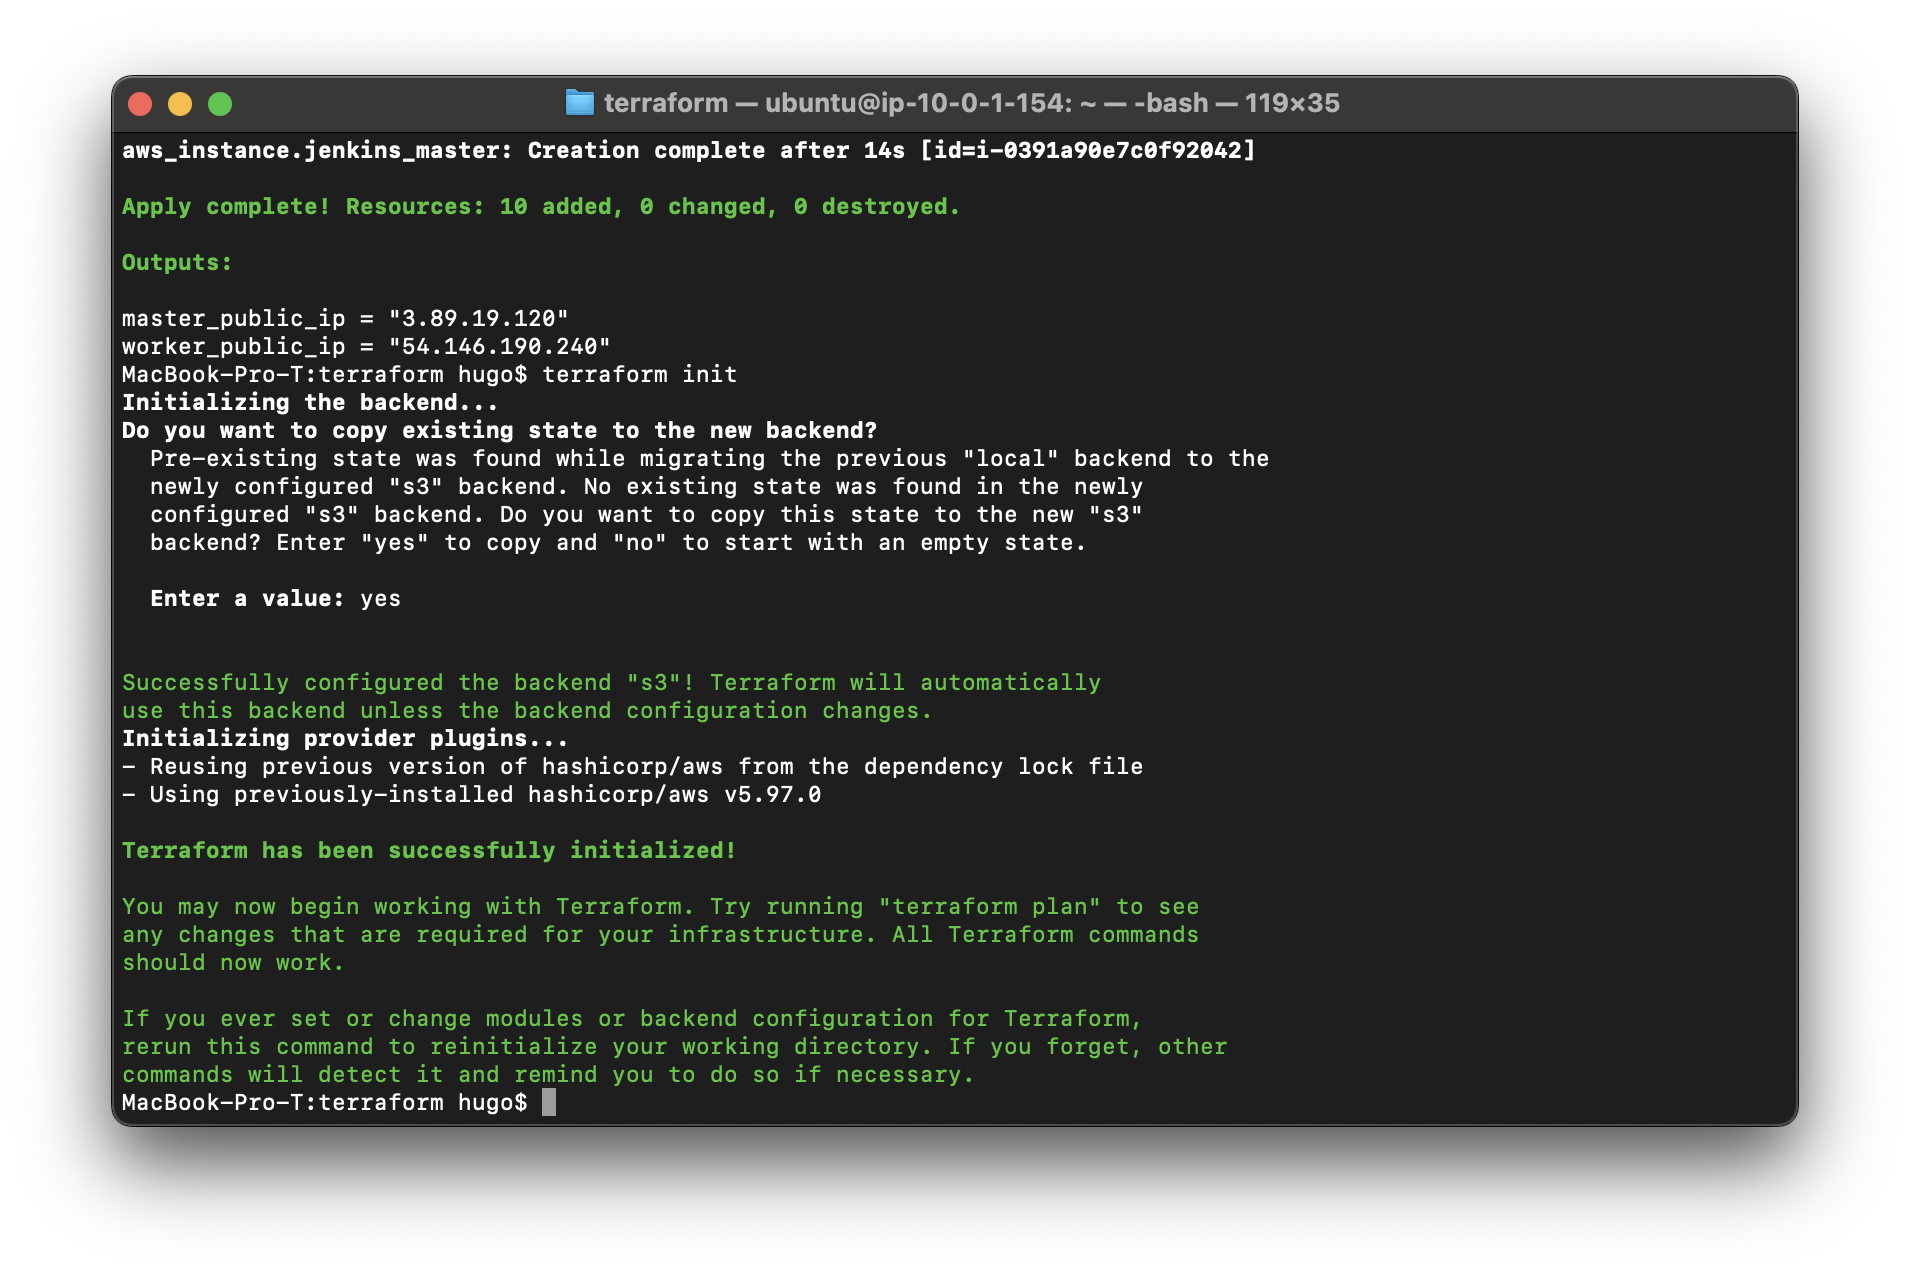 terraform — ubuntu@ip-10-0-1-154: ~ — -bash — 119×35
aws_instance.jenkins_master: Creation complete after 14s [id=i-0391a90e7c0f92042]
Apply complete! Resources: 10 added, 0 changed, 0 destroyed.
Outputs:
master_public_ip = "3.89.19.120"
worker_public_ip = "54.146.190.240"
MacBook-Pro-T:terraform hugo$ terraform init
Initializing the backend...
Do you want to copy existing state to the new backend?
  Pre-existing state was found while migrating the previous "local" backend to the
  newly configured "s3" backend. No existing state was found in the newly
  configured "s3" backend. Do you want to copy this state to the new "s3"
  backend? Enter "yes" to copy and "no" to start with an empty state.
  Enter a value: yes
Successfully configured the backend "s3"! Terraform will automatically
use this backend unless the backend configuration changes.
Initializing provider plugins...
- Reusing previous version of hashicorp/aws from the dependency lock file
- Using previously-installed hashicorp/aws v5.97.0
Terraform has been successfully initialized!
You may now begin working with Terraform. Try running "terraform plan" to see
any changes that are required for your infrastructure. All Terraform commands
should now work.
If you ever set or change modules or backend configuration for Terraform,
rerun this command to reinitialize your working directory. If you forget, other
commands will detect it and remind you to do so if necessary.
MacBook-Pro-T:terraform hugo$